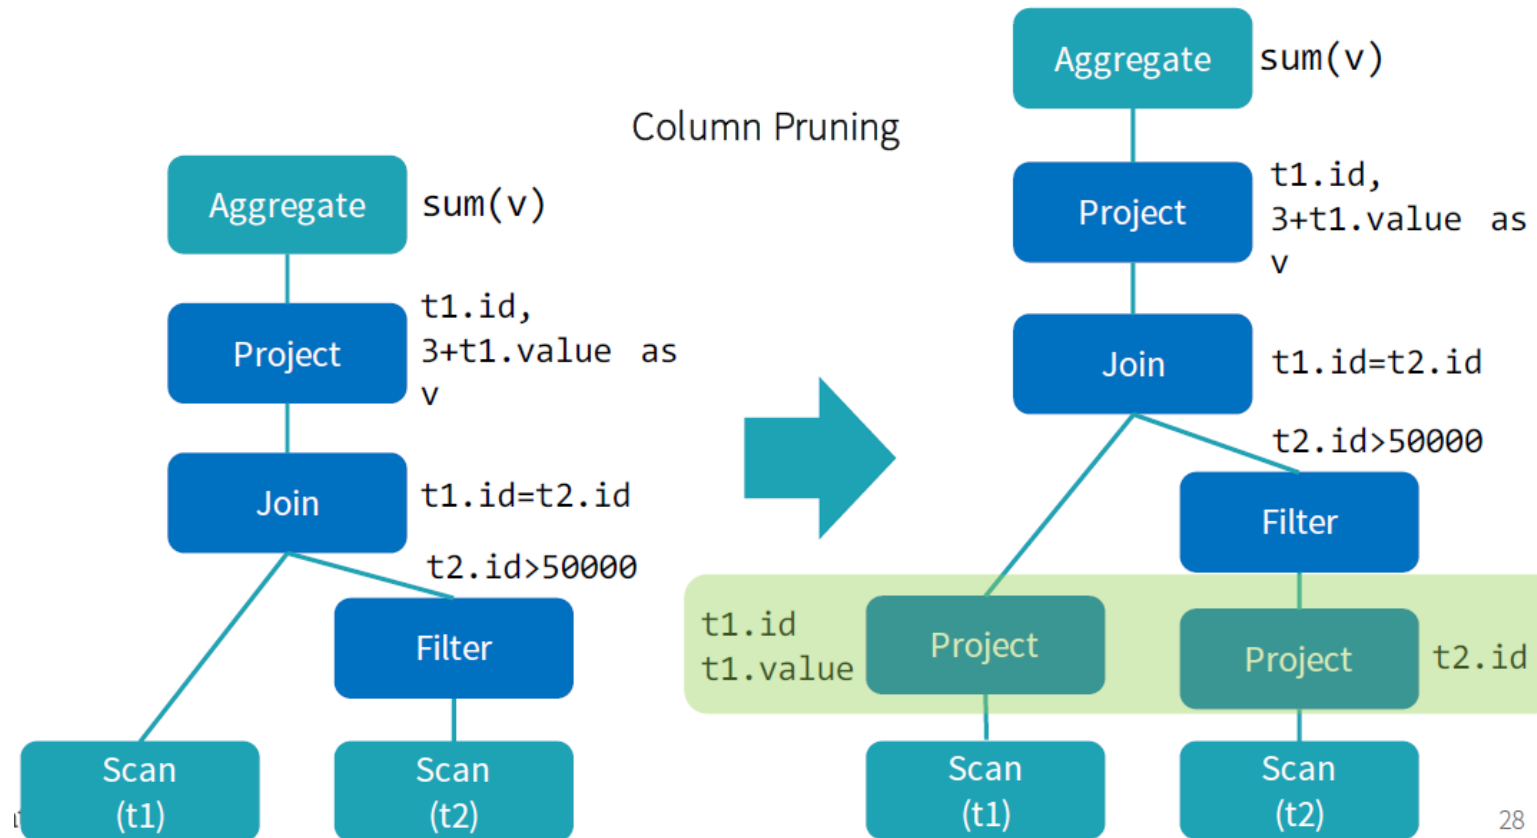 Column Pruning
Aggregate
sum(v)
Project
t1.id,
3+t1.value as
v
Join
t1.id=t2.id
t2.id>50000
Filter
Scan
(t1)
Scan
(t2)
Aggregate
sum(v)
Project
t1.id,
3+t1.value as
v
Join
t1.id=t2.id
t2.id>50000
Filter
t1.id
t1.value
Project
Project
t2.id
Scan
(t1)
Scan
(t2)
28